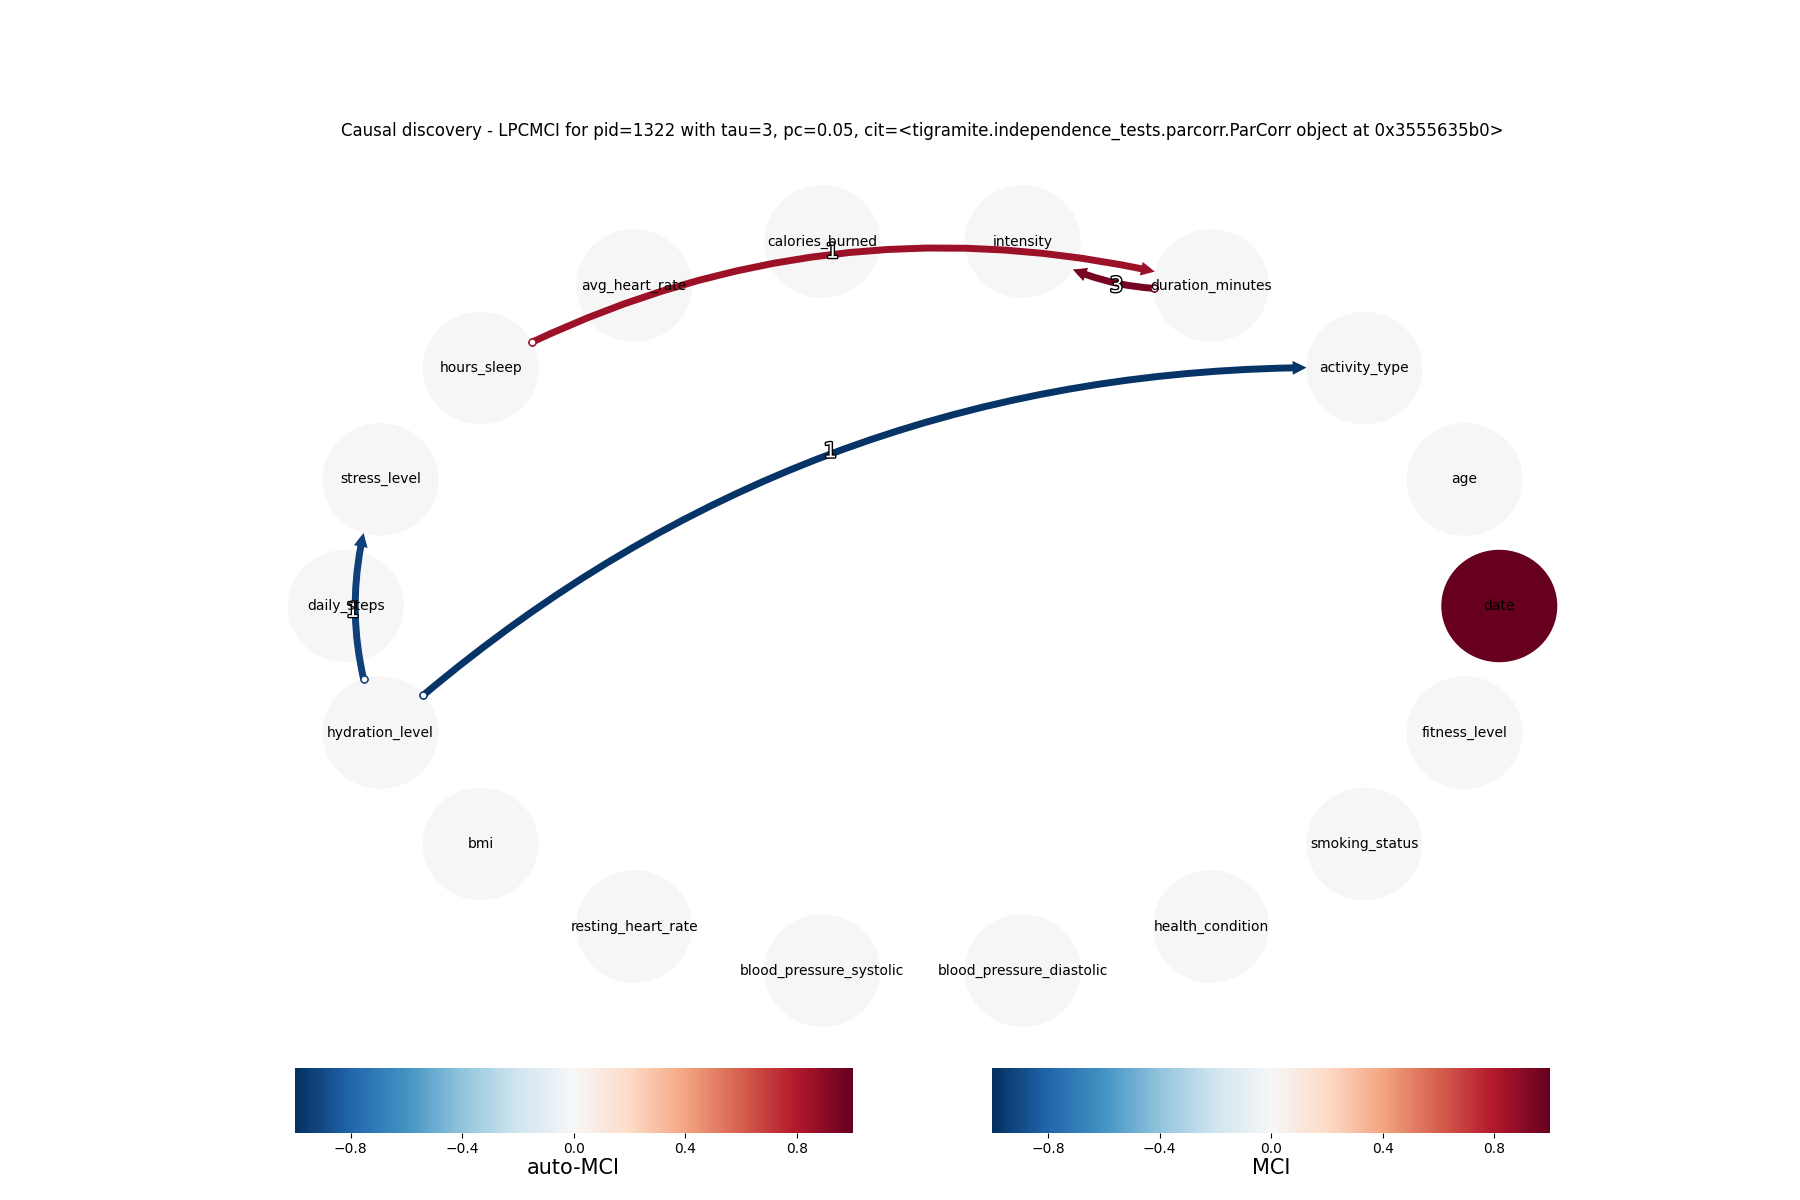 Causal discovery - LPCMCI for pid=1322 with tau=3, pc=0.05, cit=<tigramite.independence_tests.parcorr.ParCorr object at 0x3555635b0>
calories_burned
intensity
1
avg_heart_rate
3
duration_minutes
hours_sleep
activity_type
1
stress_level
age
daily_steps
1
date
hydration_level
fitness_level
bmi
smoking_status
resting_heart_rate
health_condition
blood_pressure_systolic
blood_pressure_diastolic
−0.8 −0.4 0.0 0.4 0.8
auto-MCI
−0.8 −0.4 0.0 0.4 0.8
MCI